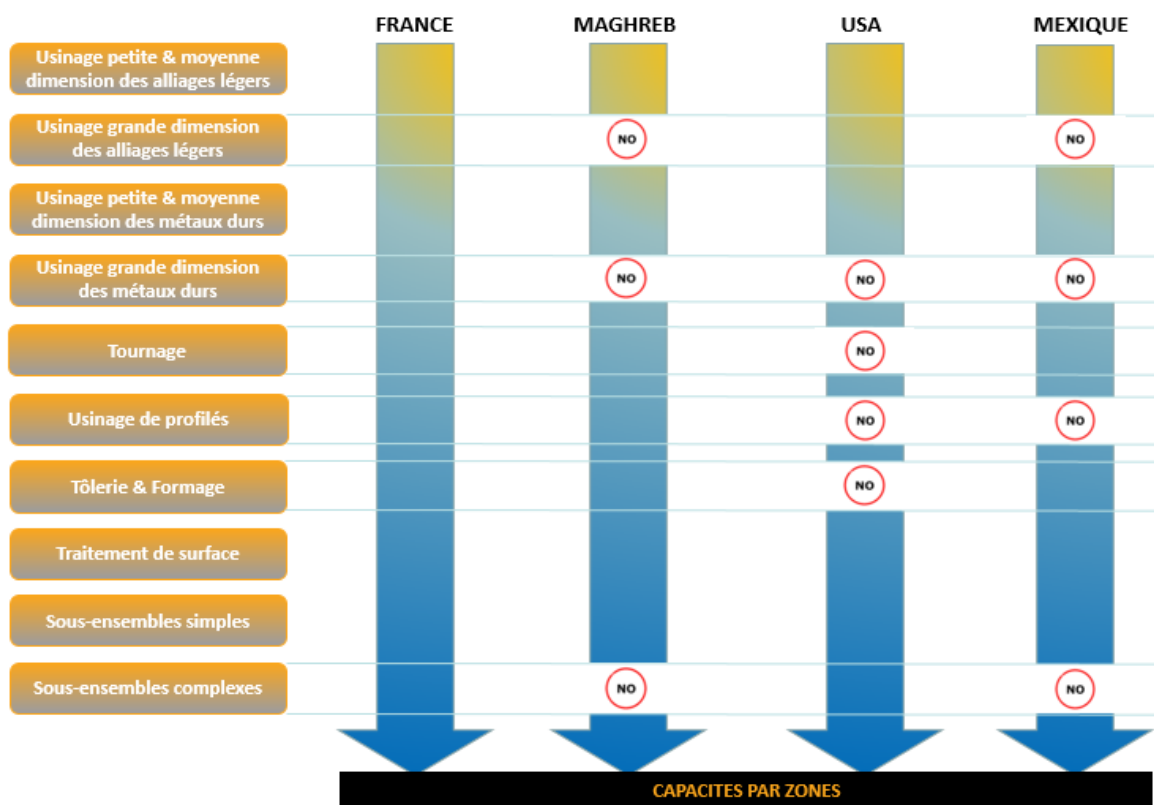 FRANCE MAGHREB USA MEXIQUE
Usinage petite & moyenne
dimension des alliages légers
Usinage grande dimension
des alliages légers
NO NO
Usinage petite & moyenne
dimension des métaux durs
Usinage grande dimension
des métaux durs
NO NO NO
Tournage NO
Usinage de profilés NO NO
Tôlerie & Formage NO
Traitement de surface
Sous-ensembles simples
Sous-ensembles complexes NO NO
CAPACITES PAR ZONES